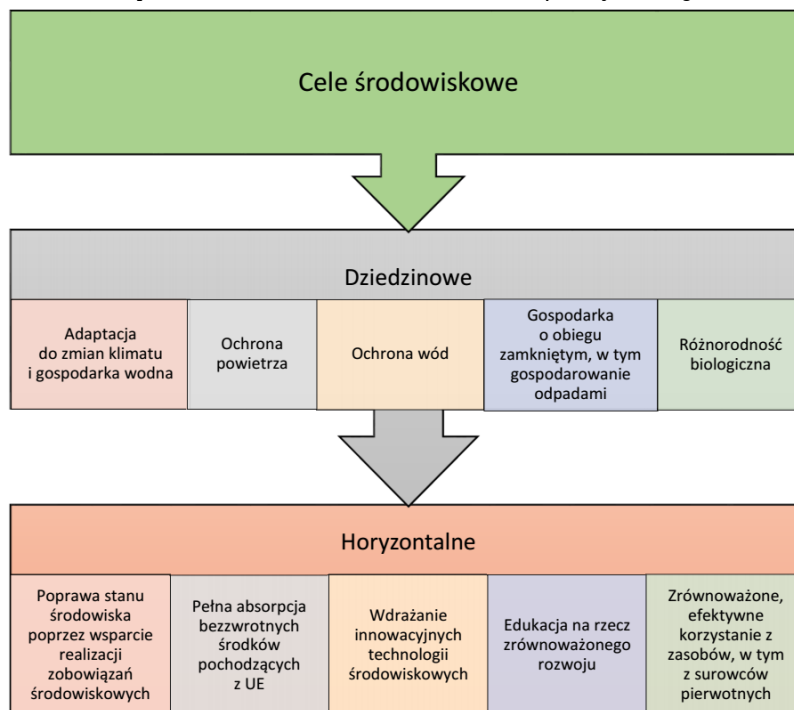 Cele środowiskowe
Dziedzinowe
Adaptacja
do zmian klimatu
i gospodarka wodna
Ochrona
powietrza
Ochrona wód
Gospodarka
o obiegu
zamkniętym, w tym
gospodarowanie
odpadami
Różnorodność
biologiczna
Horyzontalne
Poprawa stanu
środowiska
poprzez wsparcie
realizacji
zobowiązań
środowiskowych
Pełna absorpcja
bezzwrotnych
środków
pochodzących
z UE
Wdrażanie
innowacyjnych
technologii
środowiskowych
Edukacja na rzecz
zrównoważonego
rozwoju
Zrównoważone,
efektywne
korzystanie z
zasobów, w tym
z surowców
pierwotnych